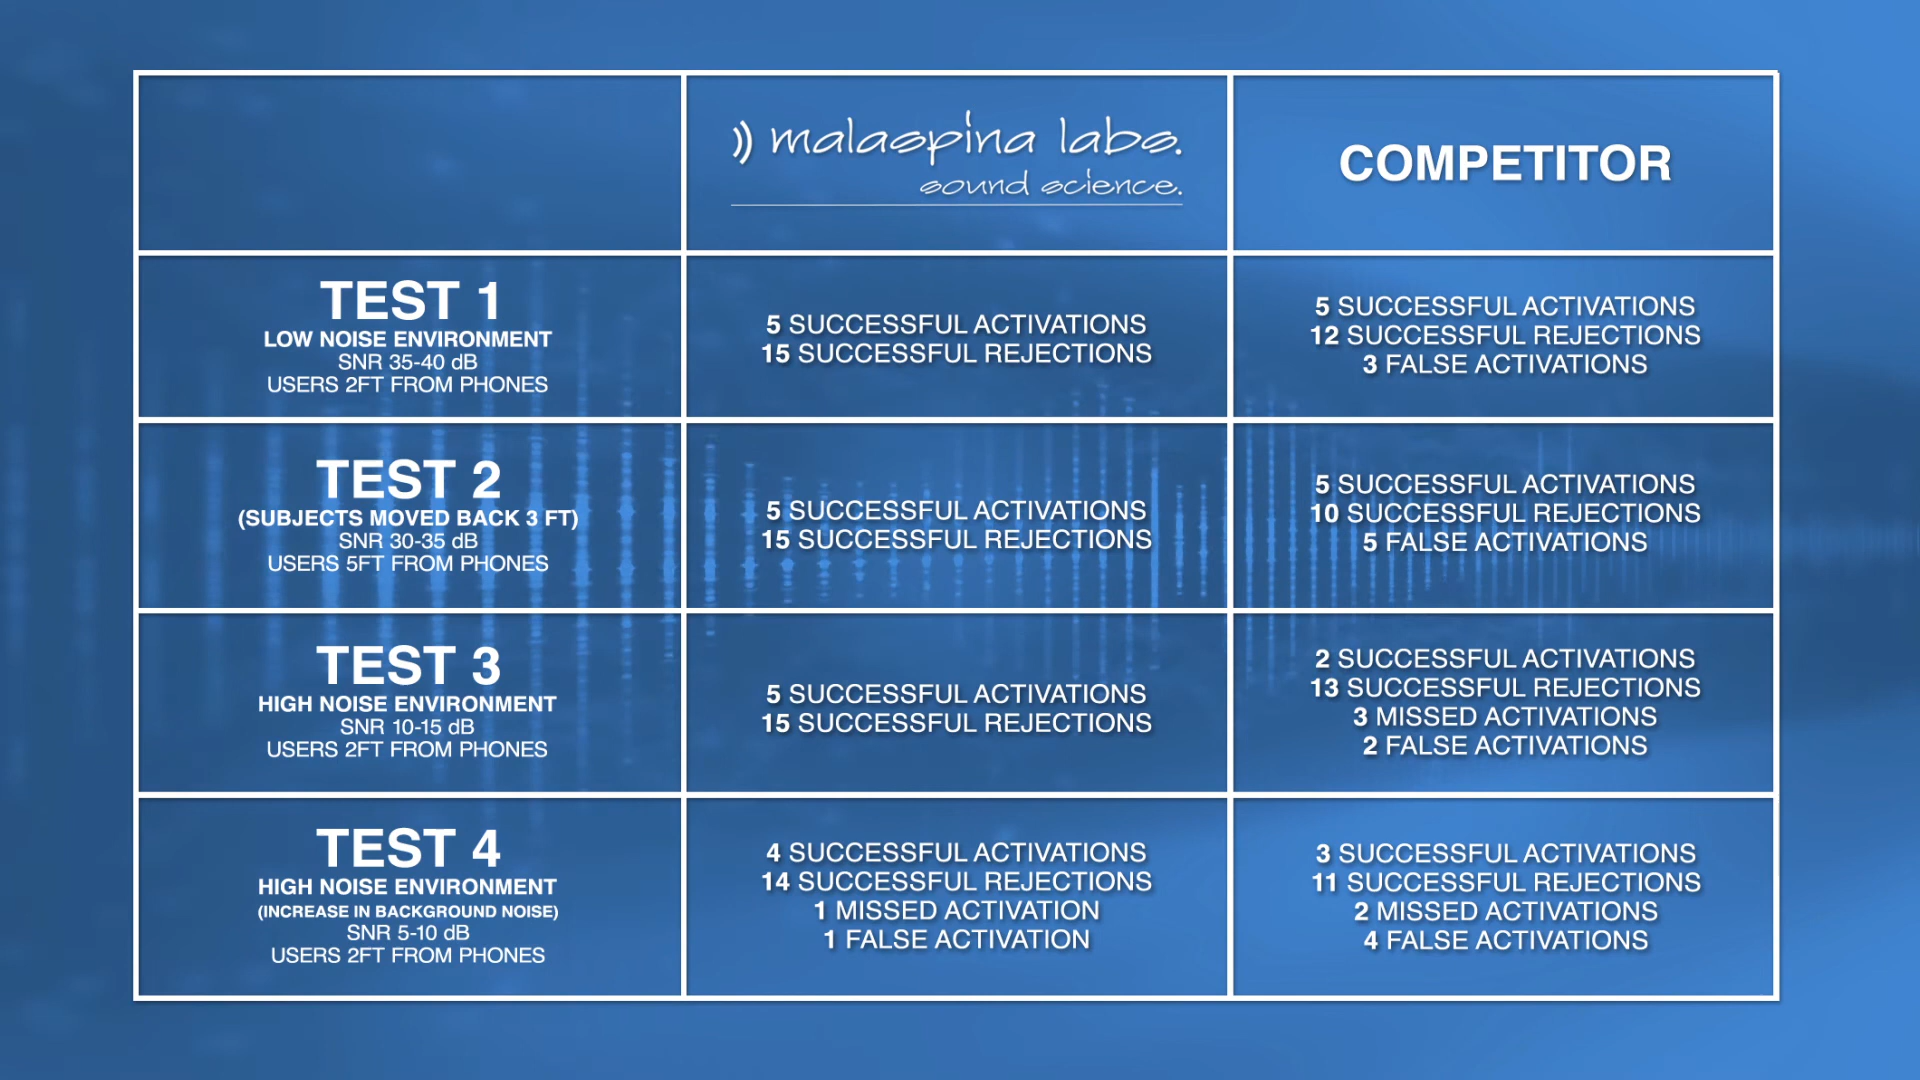 malaspina labs.
sound science.
COMPETITOR
TEST 1
LOW NOISE ENVIRONMENT
SNR 35-40 dB
USERS 2FT FROM PHONES
5 SUCCESSFUL ACTIVATIONS
15 SUCCESSFUL REJECTIONS
5 SUCCESSFUL ACTIVATIONS
12 SUCCESSFUL REJECTIONS
3 FALSE ACTIVATIONS
TEST 2
(SUBJECTS MOVED BACK 3 FT)
SNR 30-35 dB
USERS 5FT FROM PHONES
5 SUCCESSFUL ACTIVATIONS
15 SUCCESSFUL REJECTIONS
5 SUCCESSFUL ACTIVATIONS
10 SUCCESSFUL REJECTIONS
5 FALSE ACTIVATIONS
TEST 3
HIGH NOISE ENVIRONMENT
SNR 10-15 dB
USERS 2FT FROM PHONES
5 SUCCESSFUL ACTIVATIONS
15 SUCCESSFUL REJECTIONS
2 SUCCESSFUL ACTIVATIONS
13 SUCCESSFUL REJECTIONS
3 MISSED ACTIVATIONS
2 FALSE ACTIVATIONS
TEST 4
HIGH NOISE ENVIRONMENT
(INCREASE IN BACKGROUND NOISE)
SNR 5-10 dB
USERS 2FT FROM PHONES
4 SUCCESSFUL ACTIVATIONS
14 SUCCESSFUL REJECTIONS
1 MISSED ACTIVATION
1 FALSE ACTIVATION
3 SUCCESSFUL ACTIVATIONS
11 SUCCESSFUL REJECTIONS
2 MISSED ACTIVATIONS
4 FALSE ACTIVATIONS